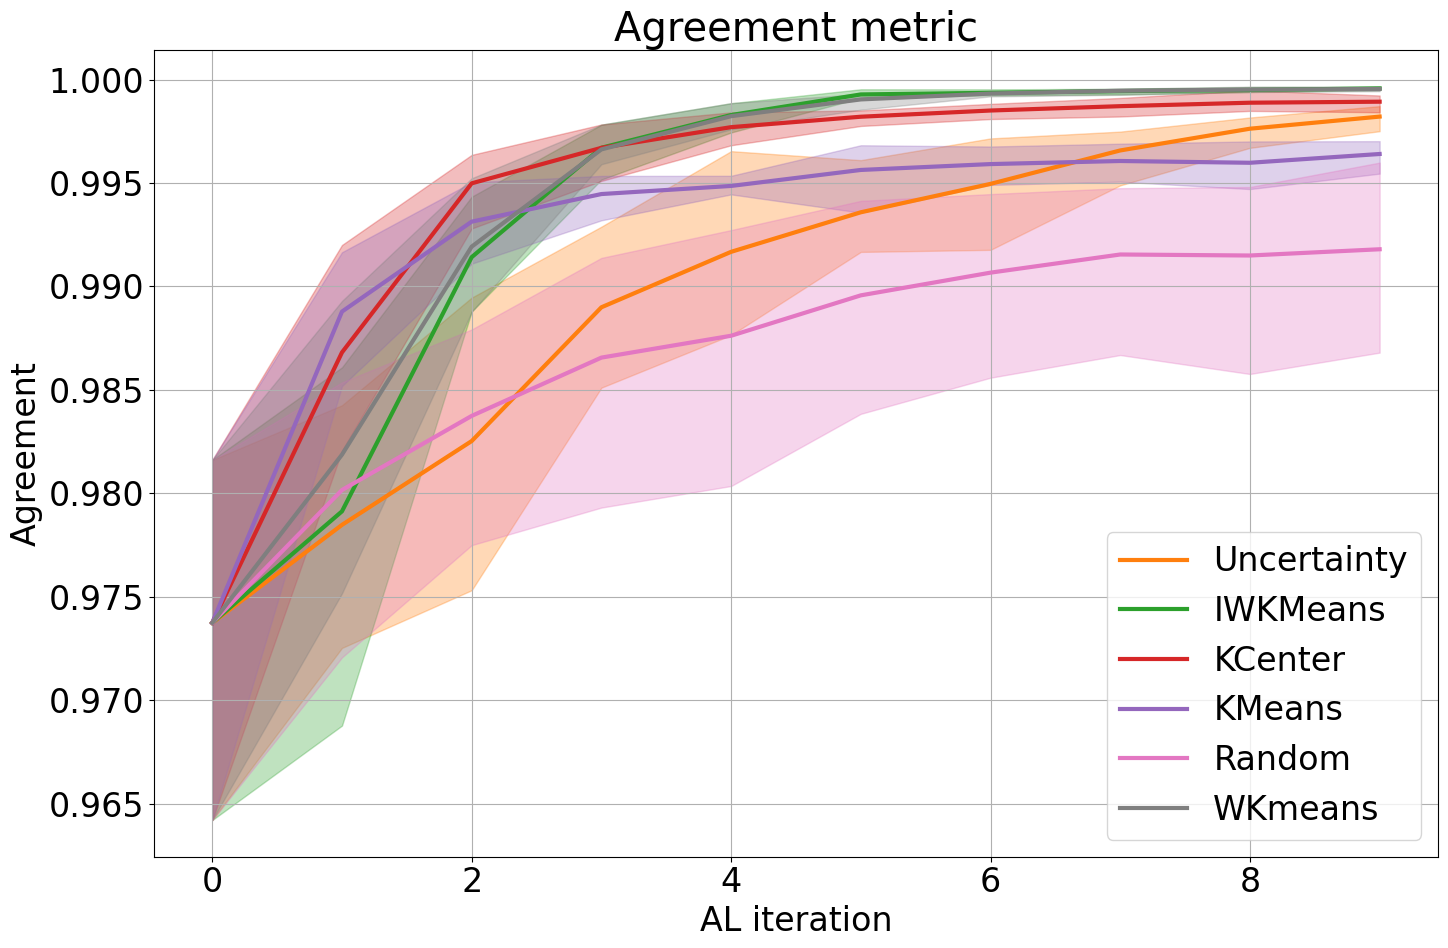 Agreement metric
1.000
0.995
0.990
0.985
0.980
0.975
0.970
0.965
Agreement
0 2 4 6 8
AL iteration
Uncertainty
IWKMeans
KCenter
KMeans
Random
WKmeans